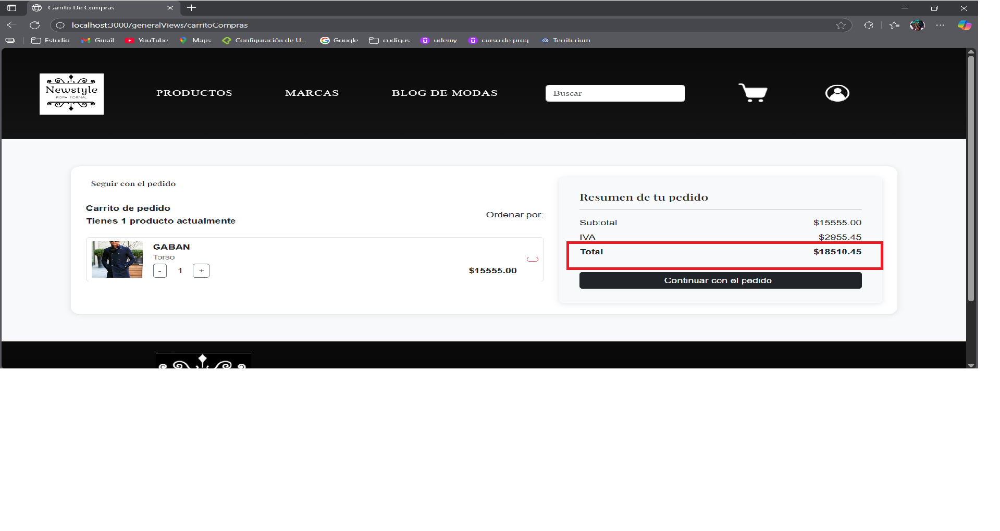 Carrito De Compras
localhost:3000/generalViews/carritoCompras
Estudio
Gmail
YouTube
Maps
Configuración de U...
Google
codigos
udemy
curso de prog
Territorium
Newstyle
ROPA FORMAL
PRODUCTOS
MARCAS
BLOG DE MODAS
Buscar
Seguir con el pedido
Carrito de pedido
Tienes 1 producto actualmente
Ordenar por:
GABAN
Torso
- 1 +
$15555.00
Resumen de tu pedido
Subtotal $15555.00
IVA $2955.45
Total $18510.45
Continuar con el pedido